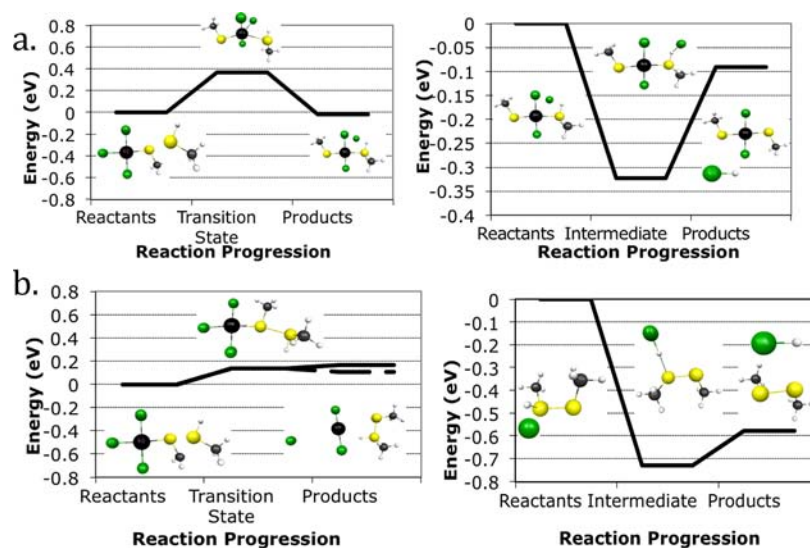 a.
Energy (eV)
0.8
0.6
0.4
0.2
0
-0.2
-0.4
-0.6
-0.8
Reactants Transition Products
State
Reaction Progression
Energy (eV)
0
-0.05
-0.1
-0.15
-0.2
-0.25
-0.3
-0.35
-0.4
Reactants Intermediate Products
Reaction Progression
b.
Energy (eV)
0.8
0.6
0.4
0.2
0
-0.2
-0.4
-0.6
-0.8
Reactants Transition Products
State
Reaction Progression
Energy (eV)
0
-0.1
-0.2
-0.3
-0.4
-0.5
-0.6
-0.7
-0.8
Reactants Intermediate Products
Reaction Progression